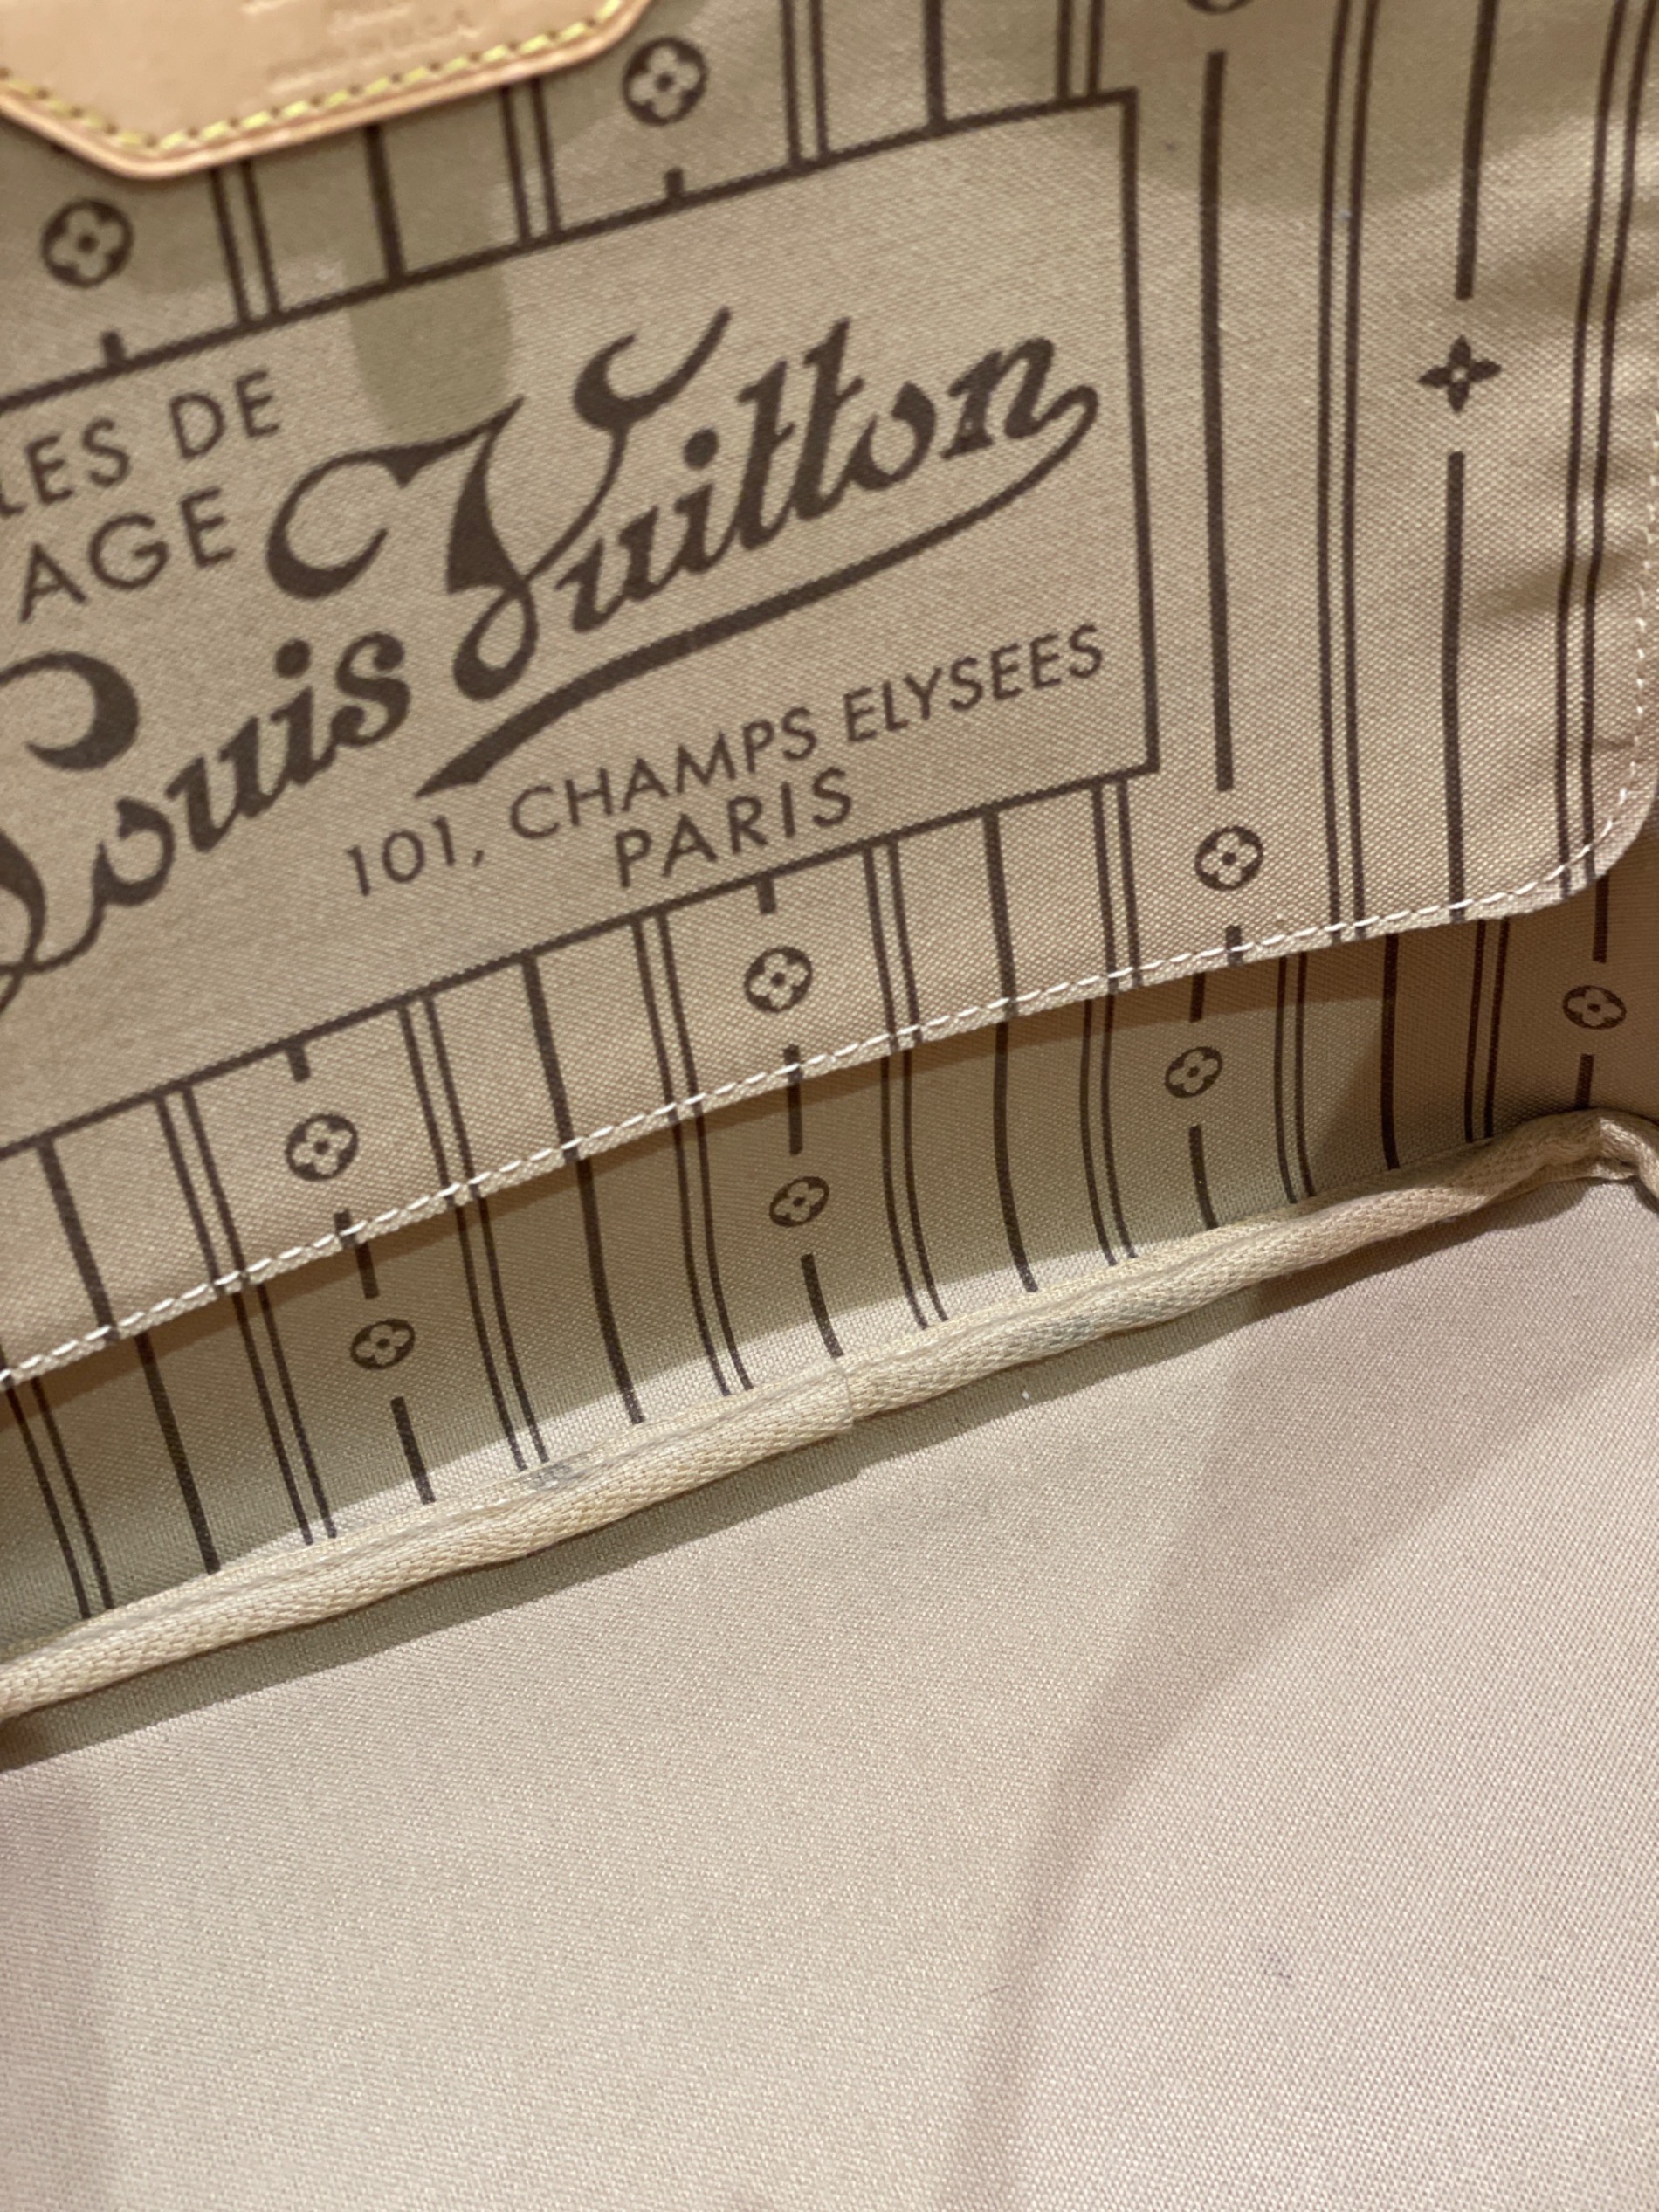 LES DE
AGE
Louis Vuitton
101, CHAMPS ELYSEES
PARIS